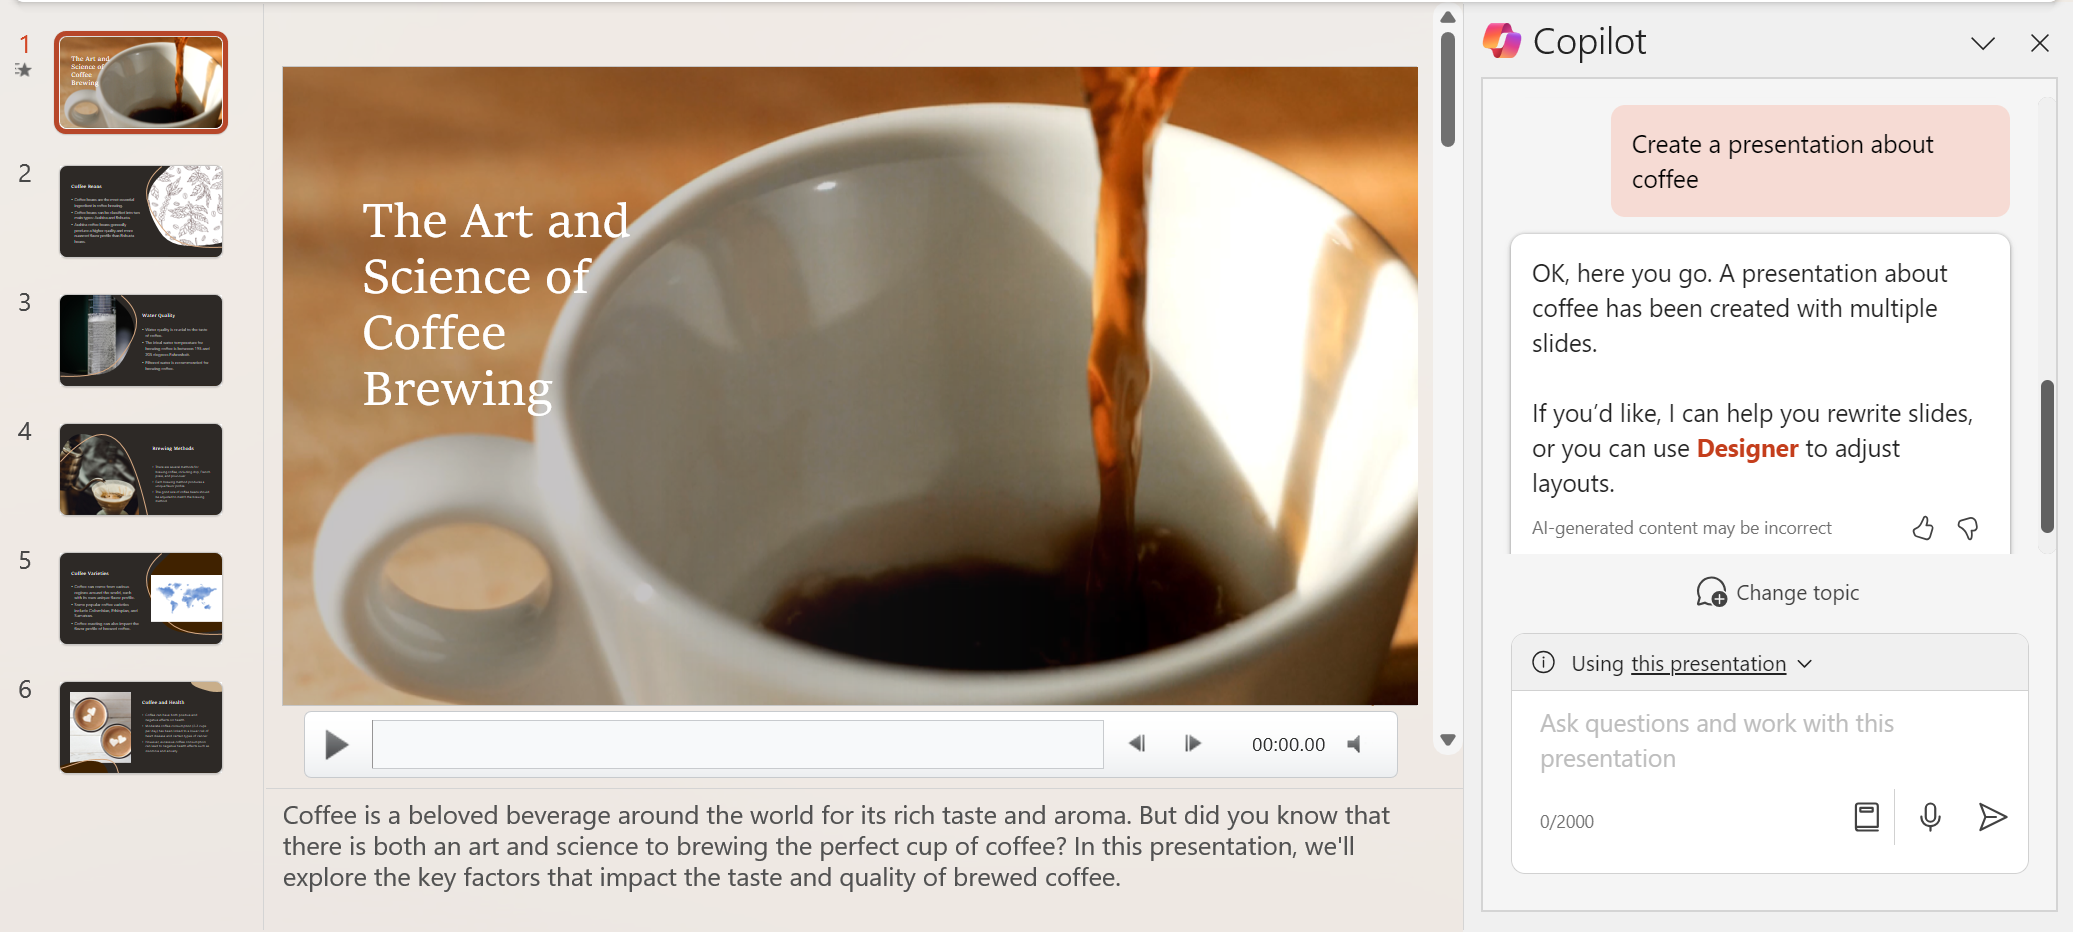 1
The Art and
Science of
Coffee
Brewing
2
Coffee Beans
3
Water Quality
4
Brewing Methods
5
Coffee Varieties
6
Coffee and Health
The Art and
Science of
Coffee
Brewing
00:00.00
Coffee is a beloved beverage around the world for its rich taste and aroma. But did you know that
there is both an art and science to brewing the perfect cup of coffee? In this presentation, we'll
explore the key factors that impact the taste and quality of brewed coffee.
Copilot
Create a presentation about
coffee
OK, here you go. A presentation about
coffee has been created with multiple
slides.
If you’d like, I can help you rewrite slides,
or you can use Designer to adjust
layouts.
AI-generated content may be incorrect
Change topic
Using this presentation
Ask questions and work with this
presentation
0/2000